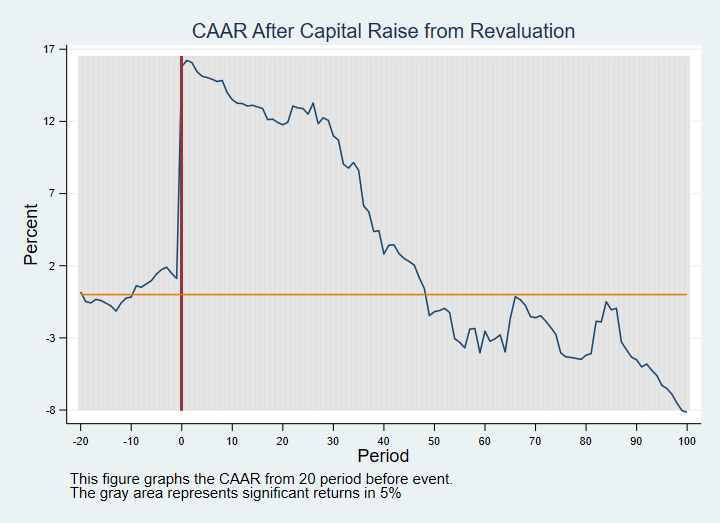 CAAR After Capital Raise from Revaluation
17
12
7
2
-3
-8
Percent
-20 -10 0 10 20 30 40 50 60 70 80 90 100
Period
This figure graphs the CAAR from 20 period before event.
The gray area represents significant returns in 5%